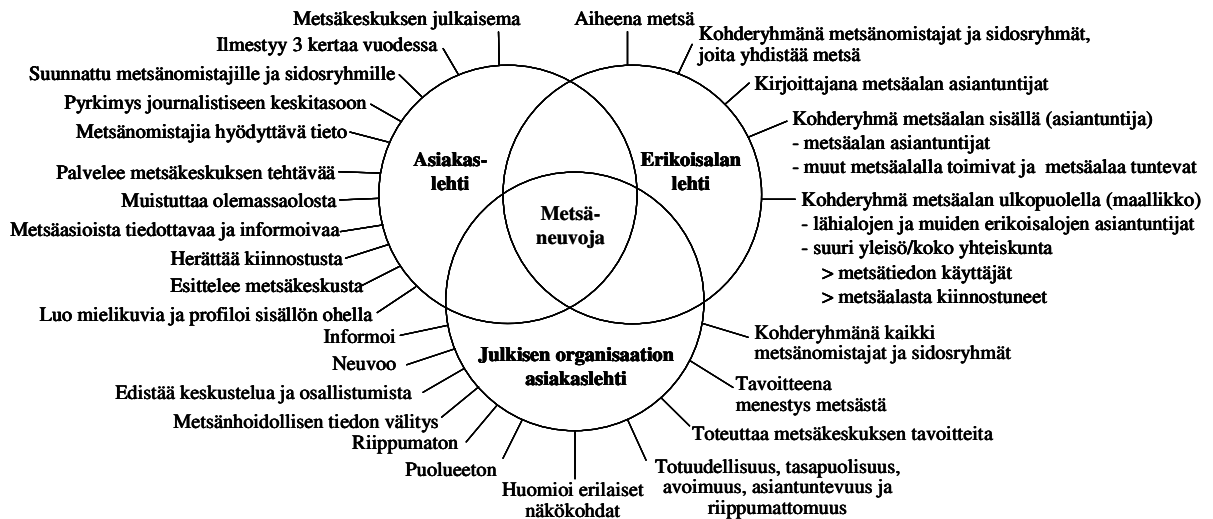 Metsäkeskuksen julkaisema
Ilmestyy 3 kertaa vuodessa
Suunnattu metsänomistajille ja sidosryhmille
Pyrkimys journalistiseen keskitasoon
Metsänomistajia hyödyttävä tieto
Palvelee metsäkeskuksen tehtävää
Muistuttaa olemassaolosta
Metsäasioista tiedottavaa ja informoivaa
Herättää kiinnostusta
Esittelee metsäkeskusta
Luo mielikuvia ja profiloi sisällön ohella
Asiakas-
lehti
Aiheena metsä
Kohderyhmänä metsänomistajat ja sidosryhmät,
joita yhdistää metsä
Kirjoittajana metsäalan asiantuntijat
Kohderyhmä metsäalan sisällä (asiantuntija)
- metsäalan asiantuntijat
- muut metsäalalla toimivat ja metsäalaa tuntevat
Kohderyhmä metsäalan ulkopuolella (maallikko)
- lähialojen ja muiden erikoisalojen asiantuntijat
- suuri yleisö/koko yhteiskunta
> metsätiedon käyttäjät
> metsäalasta kiinnostuneet
Erikoisalan
lehti
Metsä-
neuvoja
Informoi
Neuvoo
Edistää keskustelua ja osallistumista
Metsänhoidollisen tiedon välitys
Riippumaton
Puolueeton
Huomioi erilaiset
näkökohdat
Julkisen organisaation
asiakaslehti
Kohderyhmänä kaikki
metsänomistajat ja sidosryhmät
Tavoitteena
menestys metsästä
Toteuttaa metsäkeskuksen tavoitteita
Totuudellisuus, tasapuolisuus,
avoimuus, asiantuntevuus ja
riippumattomuus